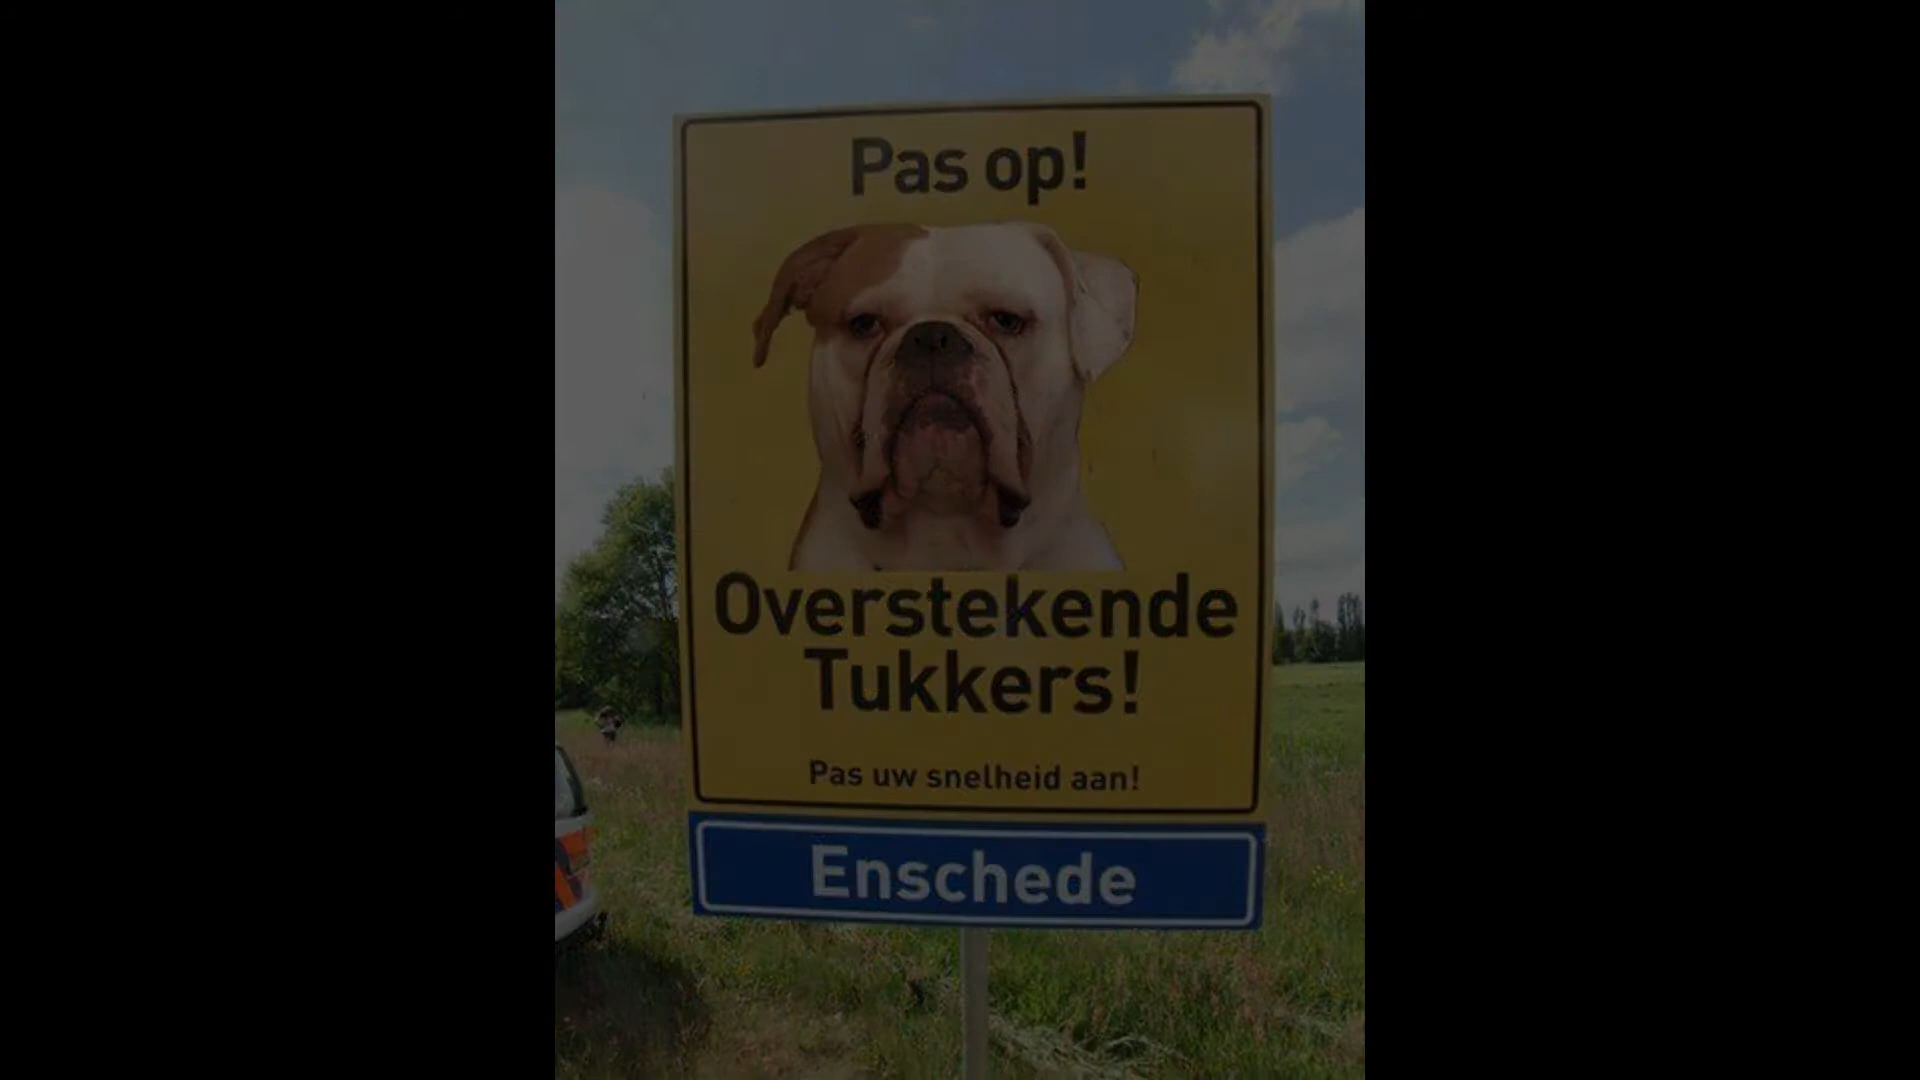 Pas op!
Overstekende
Tukkers!
Pas uw snelheid aan!
Enschede